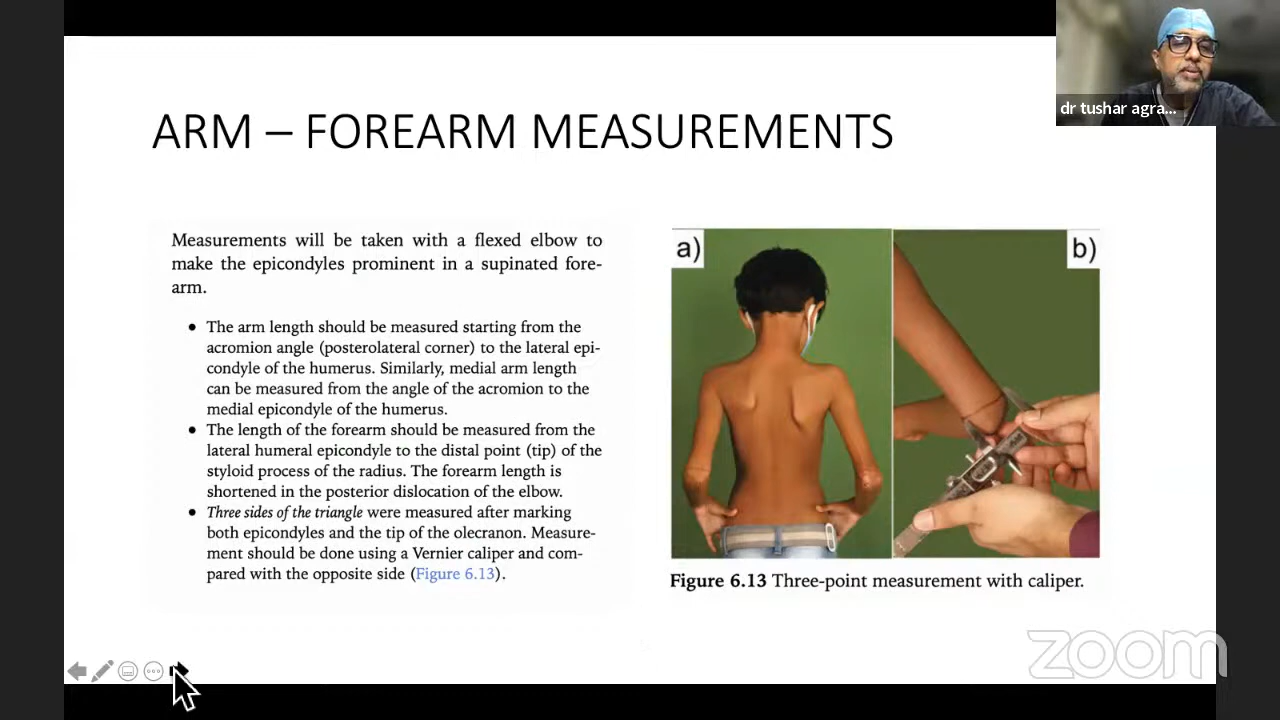 dr tushar agra...
ARM – FOREARM MEASUREMENTS
Measurements will be taken with a flexed elbow to
make the epicondyles prominent in a supinated fore-
arm.
• The arm length should be measured starting from the
acromion angle (posterolateral corner) to the lateral epi-
condyle of the humerus. Similarly, medial arm length
can be measured from the angle of the acromion to the
medial epicondyle of the humerus.
• The length of the forearm should be measured from the
lateral humeral epicondyle to the distal point (tip) of the
styloid process of the radius. The forearm length is
shortened in the posterior dislocation of the elbow.
• Three sides of the triangle were measured after marking
both epicondyles and the tip of the olecranon. Measure-
ment should be done using a Vernier caliper and com-
pared with the opposite side (Figure 6.13).
a)
b)
Figure 6.13 Three-point measurement with caliper.
zoom